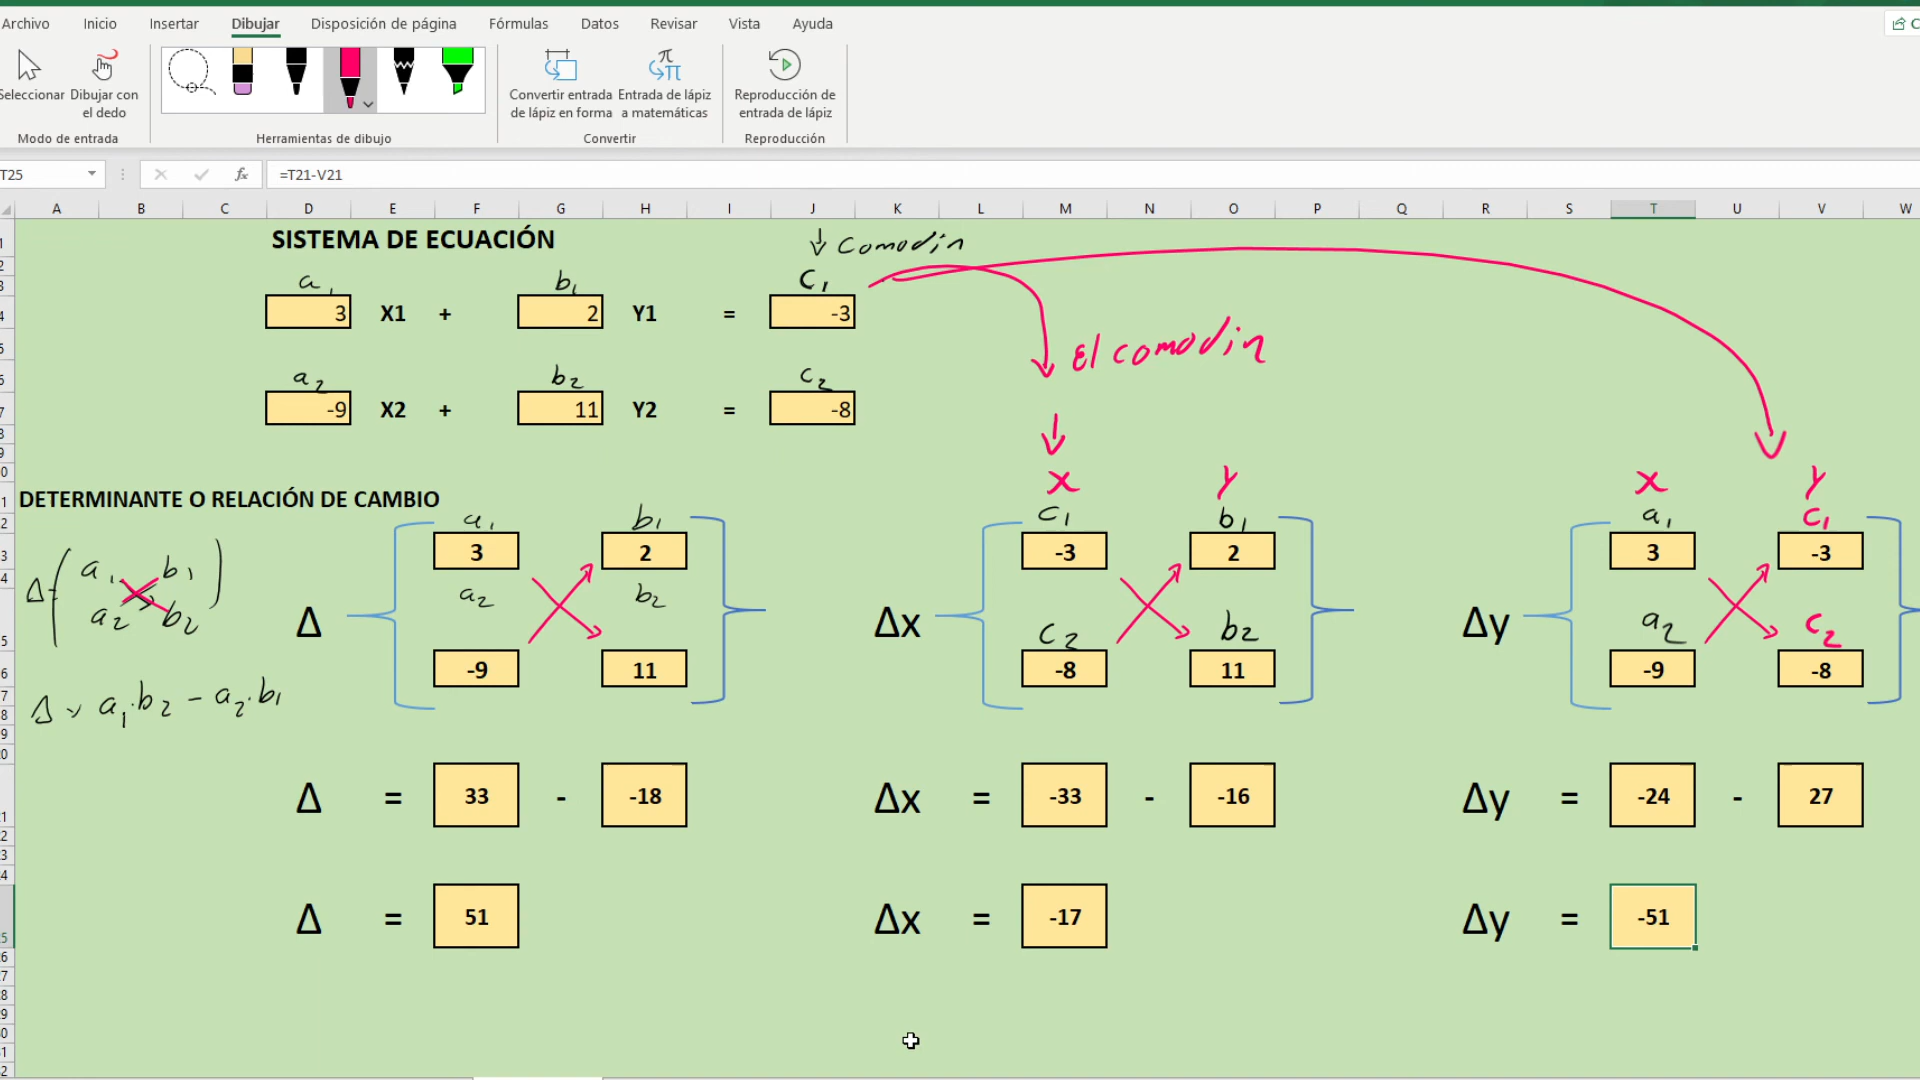 Archivo Inicio Insertar Dibujar Disposición de página Fórmulas Datos Revisar Vista Ayuda
Seleccionar Dibujar con el dedo Convertir entrada de lápiz en forma Entrada de lápiz a matemáticas Reproducción de entrada de lápiz
Modo de entrada Herramientas de dibujo Convertir Reproducción
T25 fx =T21-V21
A B C D E F G H I J K L M N O P Q R S T U V W
SISTEMA DE ECUACIÓN ↓ Comodin
a1 b1 C1
3 X1 + 2 Y1 = -3
El comodin
a2 b2 c2
-9 X2 + 11 Y2 = -8
x y x y
DETERMINANTE O RELACIÓN DE CAMBIO
a1 b1 c1 b1 a1 c1
3 2 -3 2 3 -3
Δ= a1 b1
a2 b2
a2 b2 c2 b2 a2 c2
Δ Δx Δy
-9 11 -8 11 -9 -8
Δ = a1·b2 - a2·b1
Δ = 33 - -18 Δx = -33 - -16 Δy = -24 - 27
Δ = 51 Δx = -17 Δy = -51